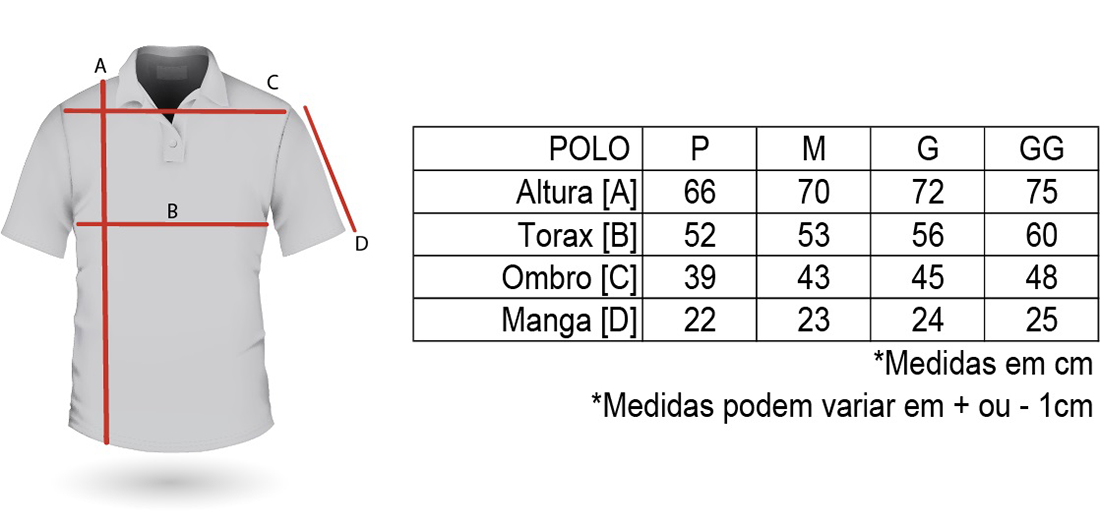 A
C
B
D
POLO P M G GG
Altura [A] 66 70 72 75
Torax [B] 52 53 56 60
Ombro [C] 39 43 45 48
Manga [D] 22 23 24 25
*Medidas em cm
*Medidas podem variar em + ou - 1cm